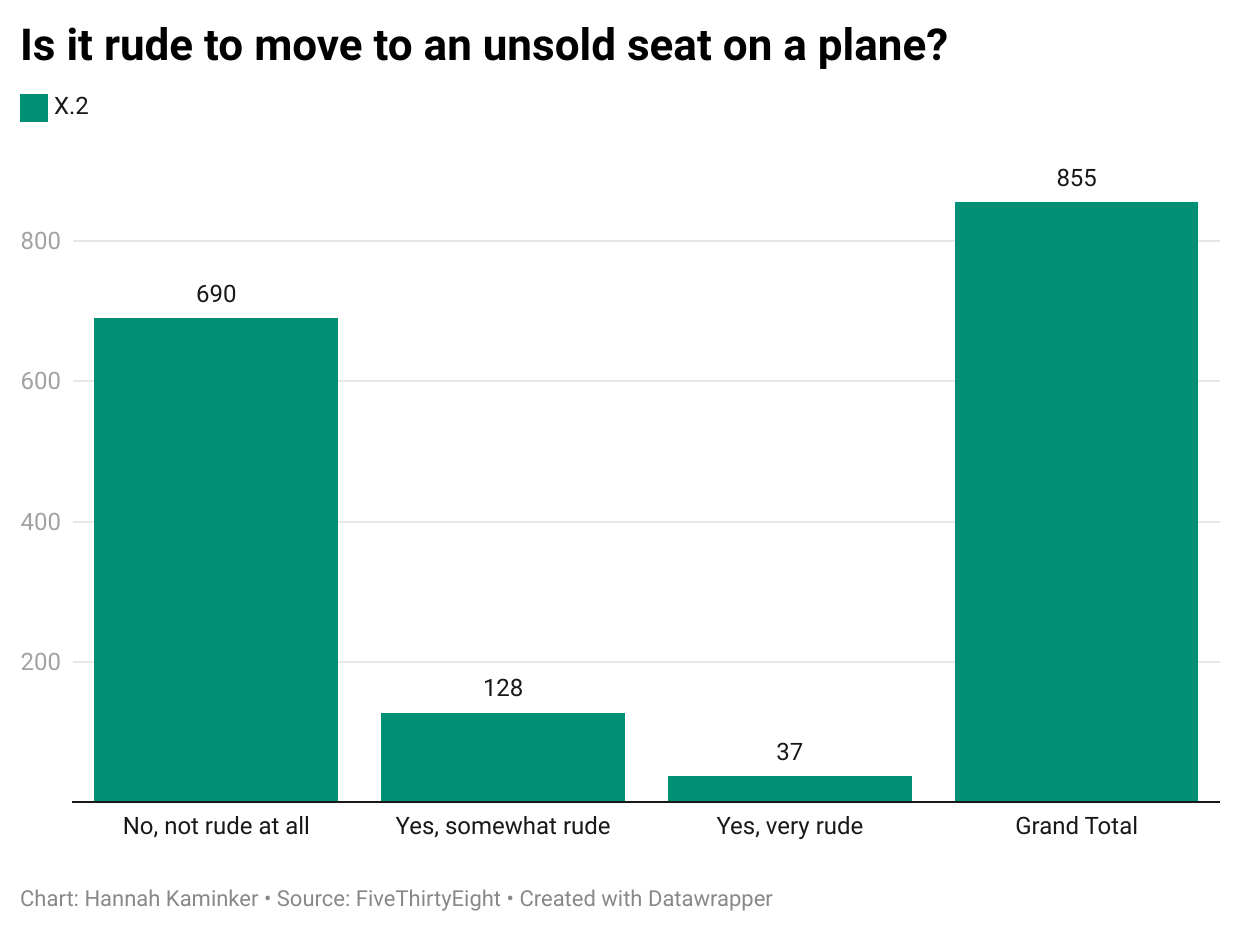 Is it rude to move to an unsold seat on a plane?
X.2
855
800
690
600
400
200
128
37
No, not rude at all Yes, somewhat rude Yes, very rude Grand Total
Chart: Hannah Kaminker • Source: FiveThirtyEight • Created with Datawrapper